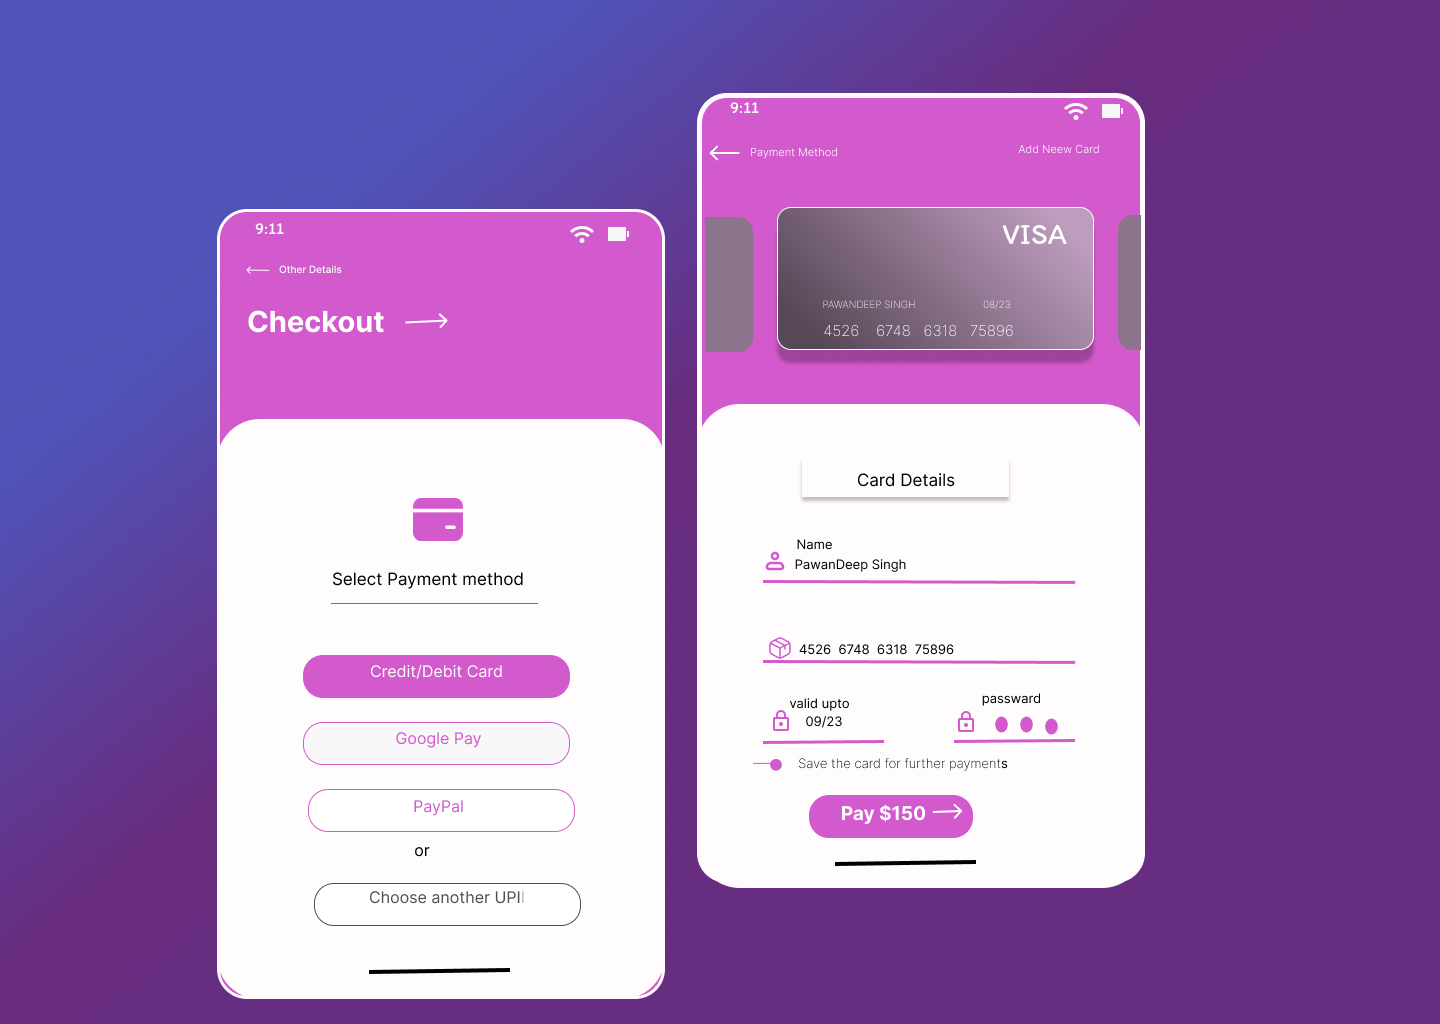 9:11
Other Details
Checkout
Select Payment method
Credit/Debit Card
Google Pay
PayPal
or
Choose another UPI
9:11
Payment Method
Add Neew Card
VISA
PAWANDEEP SINGH 08/23
4526 6748 6318 75896
Card Details
Name
PawanDeep Singh
4526 6748 6318 75896
valid upto
09/23
passward
Save the card for further payments
Pay $150